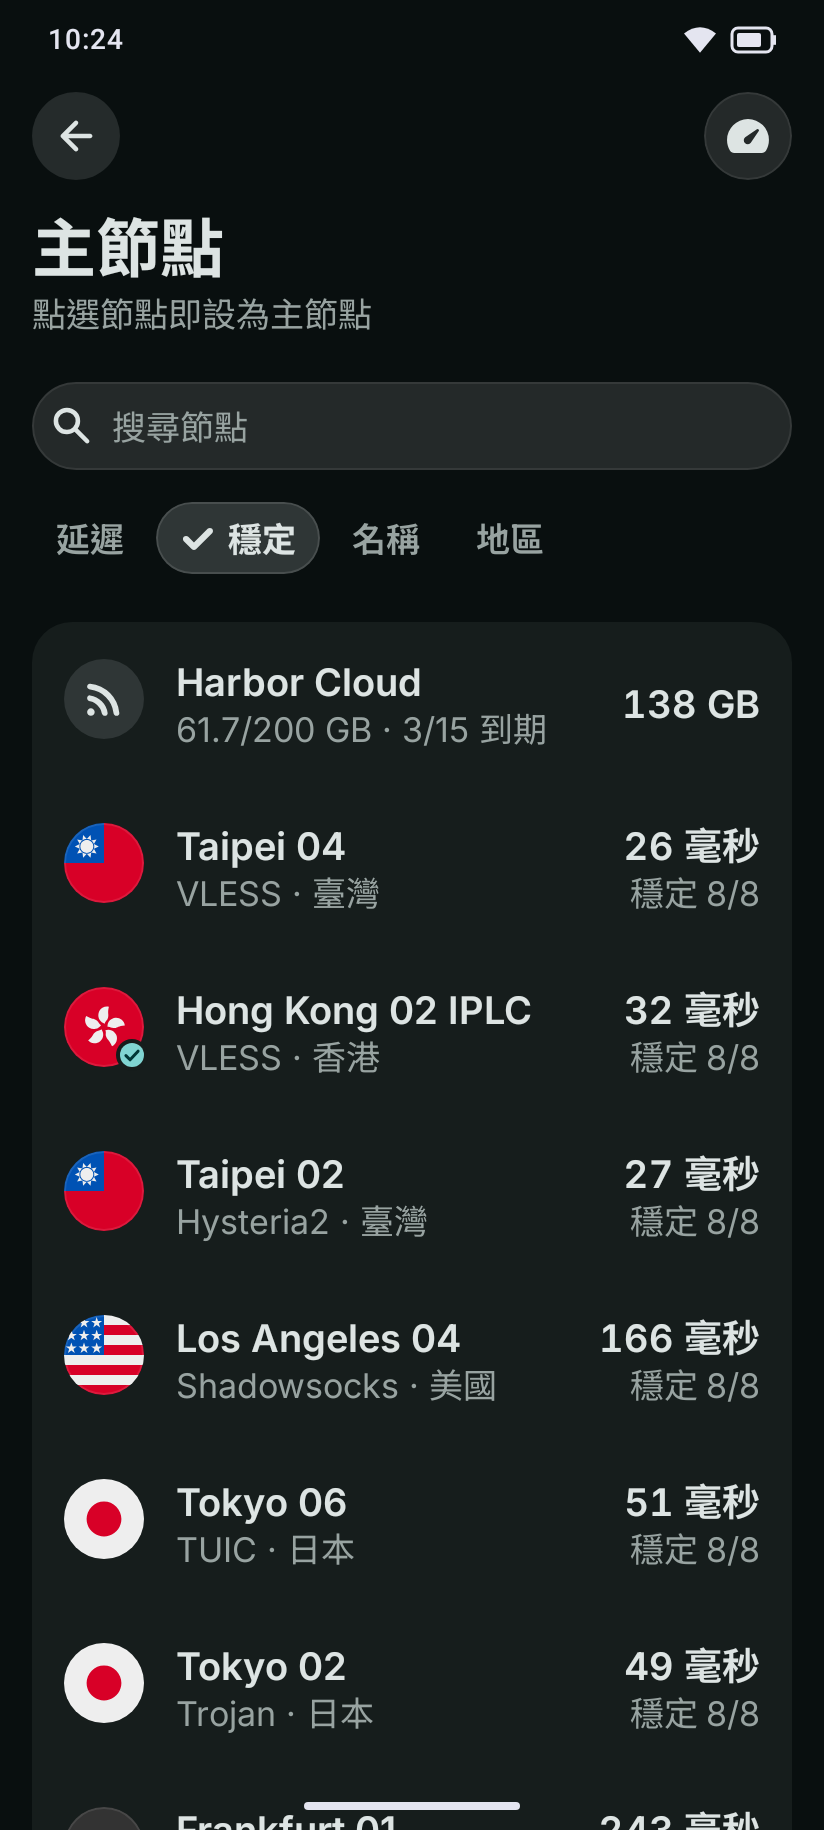 10:24
主節點
點選節點即設為主節點
搜尋節點
延遲 穩定 名稱 地區
Harbor Cloud
61.7/200 GB · 3/15 到期
138 GB
Taipei 04
VLESS · 臺灣
26 毫秒
穩定 8/8
Hong Kong 02 IPLC
VLESS · 香港
32 毫秒
穩定 8/8
Taipei 02
Hysteria2 · 臺灣
27 毫秒
穩定 8/8
Los Angeles 04
Shadowsocks · 美國
166 毫秒
穩定 8/8
Tokyo 06
TUIC · 日本
51 毫秒
穩定 8/8
Tokyo 02
Trojan · 日本
49 毫秒
穩定 8/8
Frankfurt 01
243 毫秒